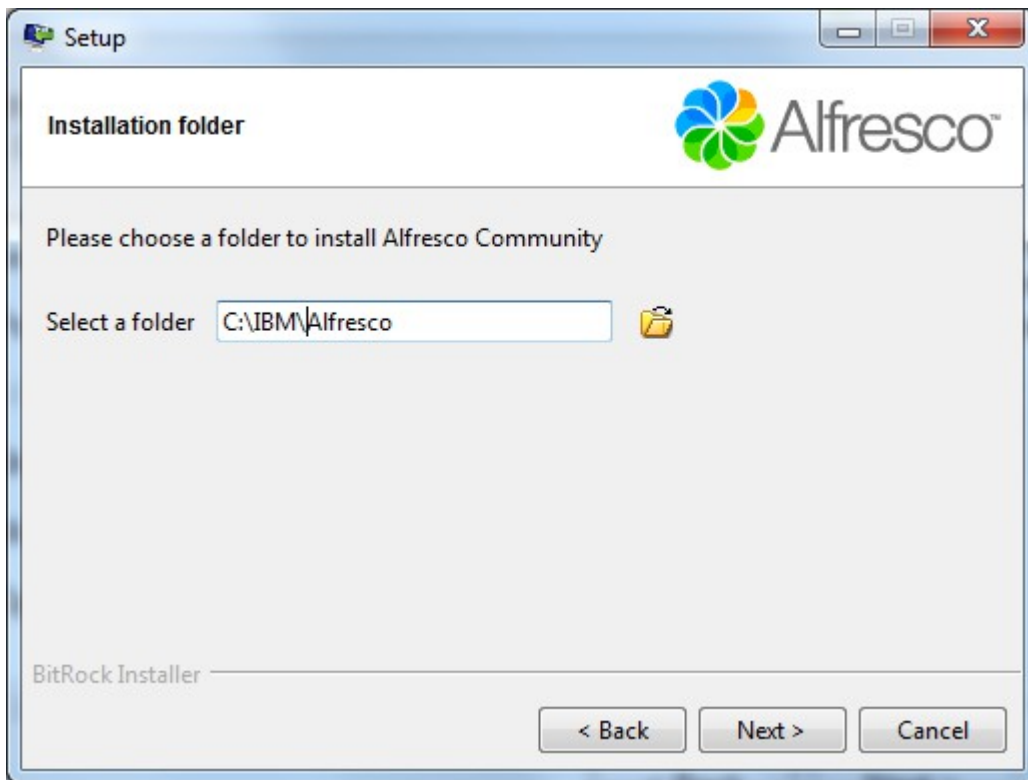 Setup
Installation folder
Alfresco™
Please choose a folder to install Alfresco Community
Select a folder C:\IBM\Alfresco
BitRock Installer
< Back Next > Cancel